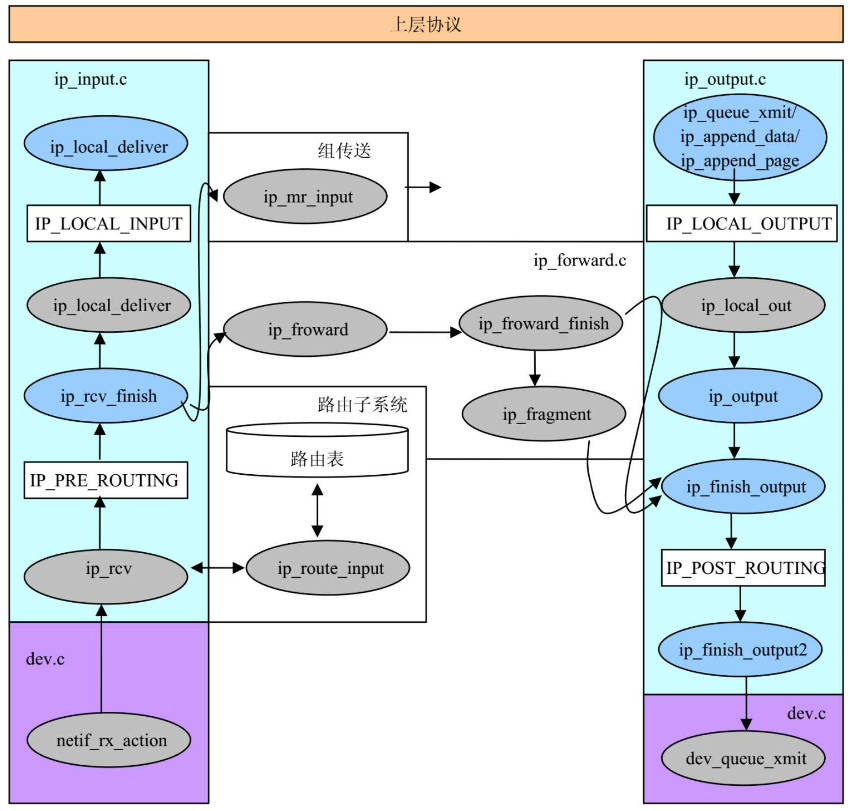 上层协议
ip_input.c
ip_local_deliver
IP_LOCAL_INPUT
ip_local_deliver
ip_rcv_finish
IP_PRE_ROUTING
ip_rcv
dev.c
netif_rx_action
组传送
ip_mr_input
ip_forward.c
ip_froward
ip_froward_finish
ip_fragment
路由子系统
路由表
ip_route_input
ip_output.c
ip_queue_xmit/
ip_append_data/
ip_append_page
IP_LOCAL_OUTPUT
ip_local_out
ip_output
ip_finish_output
IP_POST_ROUTING
ip_finish_output2
dev.c
dev_queue_xmit